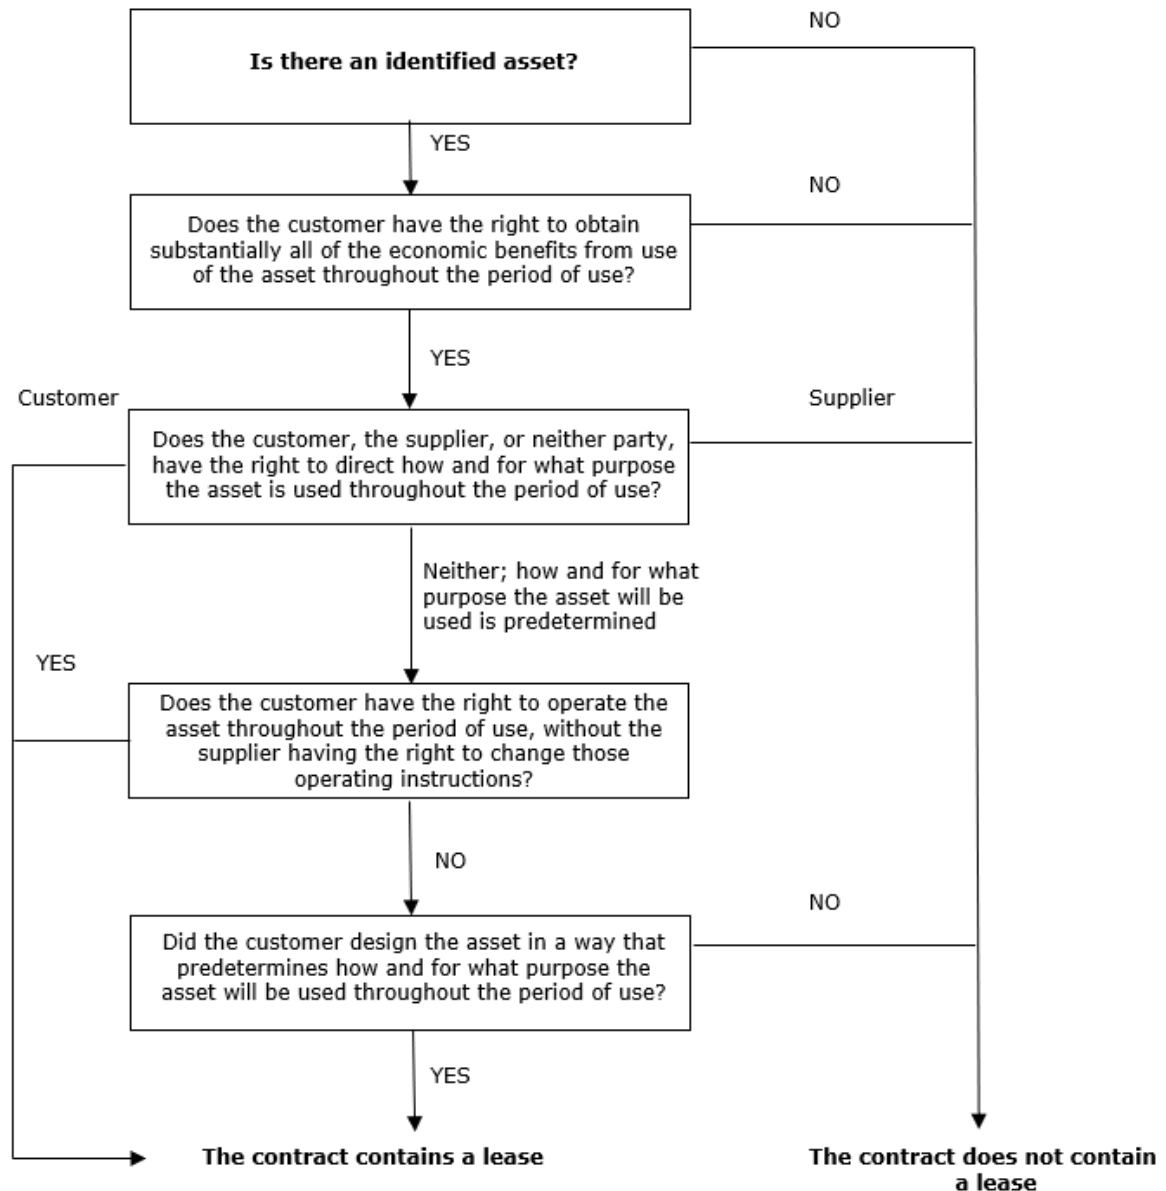 NO
Is there an identified asset?
YES
NO
Does the customer have the right to obtain
substantially all of the economic benefits from use
of the asset throughout the period of use?
YES
Customer
Supplier
Does the customer, the supplier, or neither party,
have the right to direct how and for what purpose
the asset is used throughout the period of use?
Neither; how and for what
purpose the asset will be
used is predetermined
YES
Does the customer have the right to operate the
asset throughout the period of use, without the
supplier having the right to change those
operating instructions?
NO
NO
Did the customer design the asset in a way that
predetermines how and for what purpose the
asset will be used throughout the period of use?
YES
The contract contains a lease
The contract does not contain
a lease